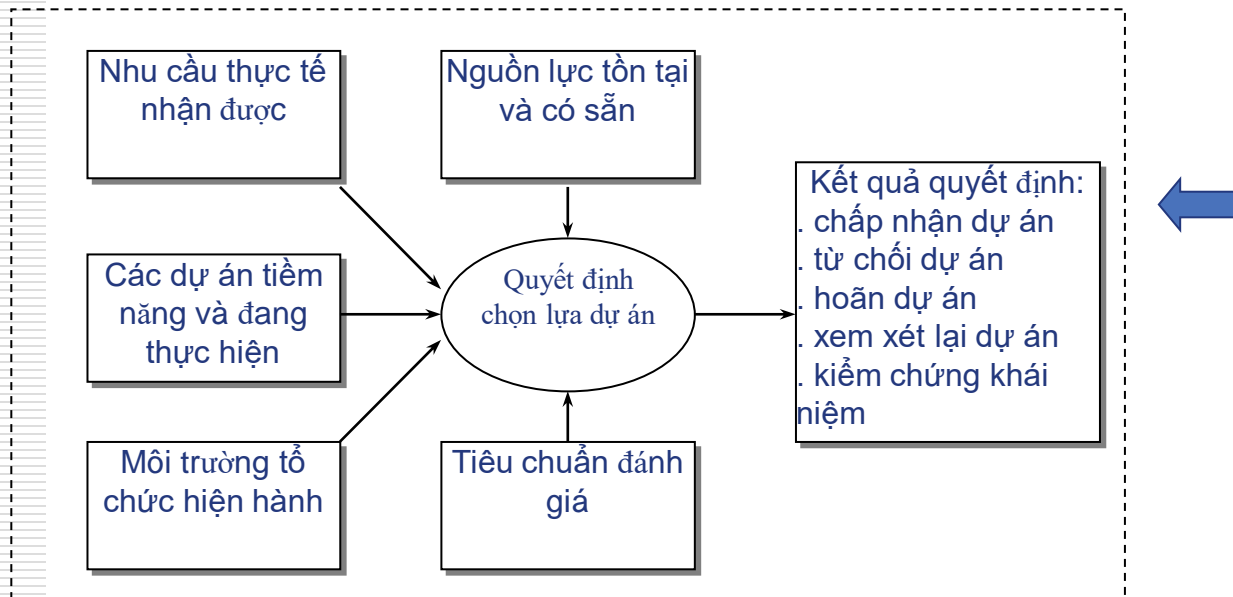 Nhu cầu thực tế
nhận được
Nguồn lực tồn tại
và có sẵn
Các dự án tiềm
năng và đang
thực hiện
Quyết định
chọn lựa dự án
Kết quả quyết định:
. chấp nhận dự án
. từ chối dự án
. hoãn dự án
. xem xét lại dự án
. kiểm chứng khái
niệm
Môi trường tổ
chức hiện hành
Tiêu chuẩn đánh
giá